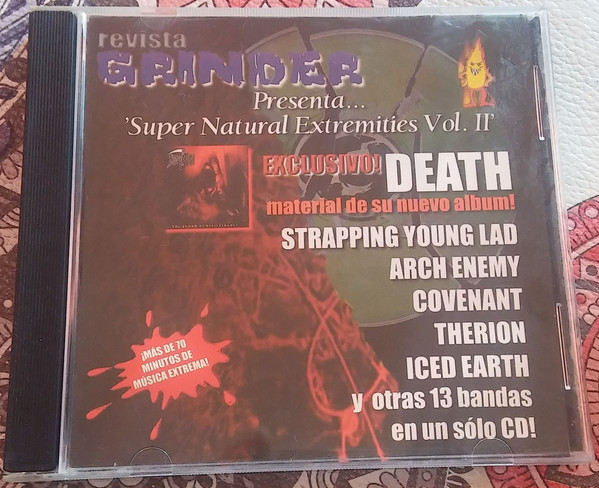 revista
GRINDER
Presenta...
'Super Natural Extremities Vol. II'
EXCLUSIVO! DEATH
material de su nuevo album!
STRAPPING YOUNG LAD
ARCH ENEMY
COVENANT
THERION
ICED EARTH
y otras 13 bandas
en un sólo CD!
¡MÁS DE 70
MINUTOS DE
MÚSICA EXTREMA!